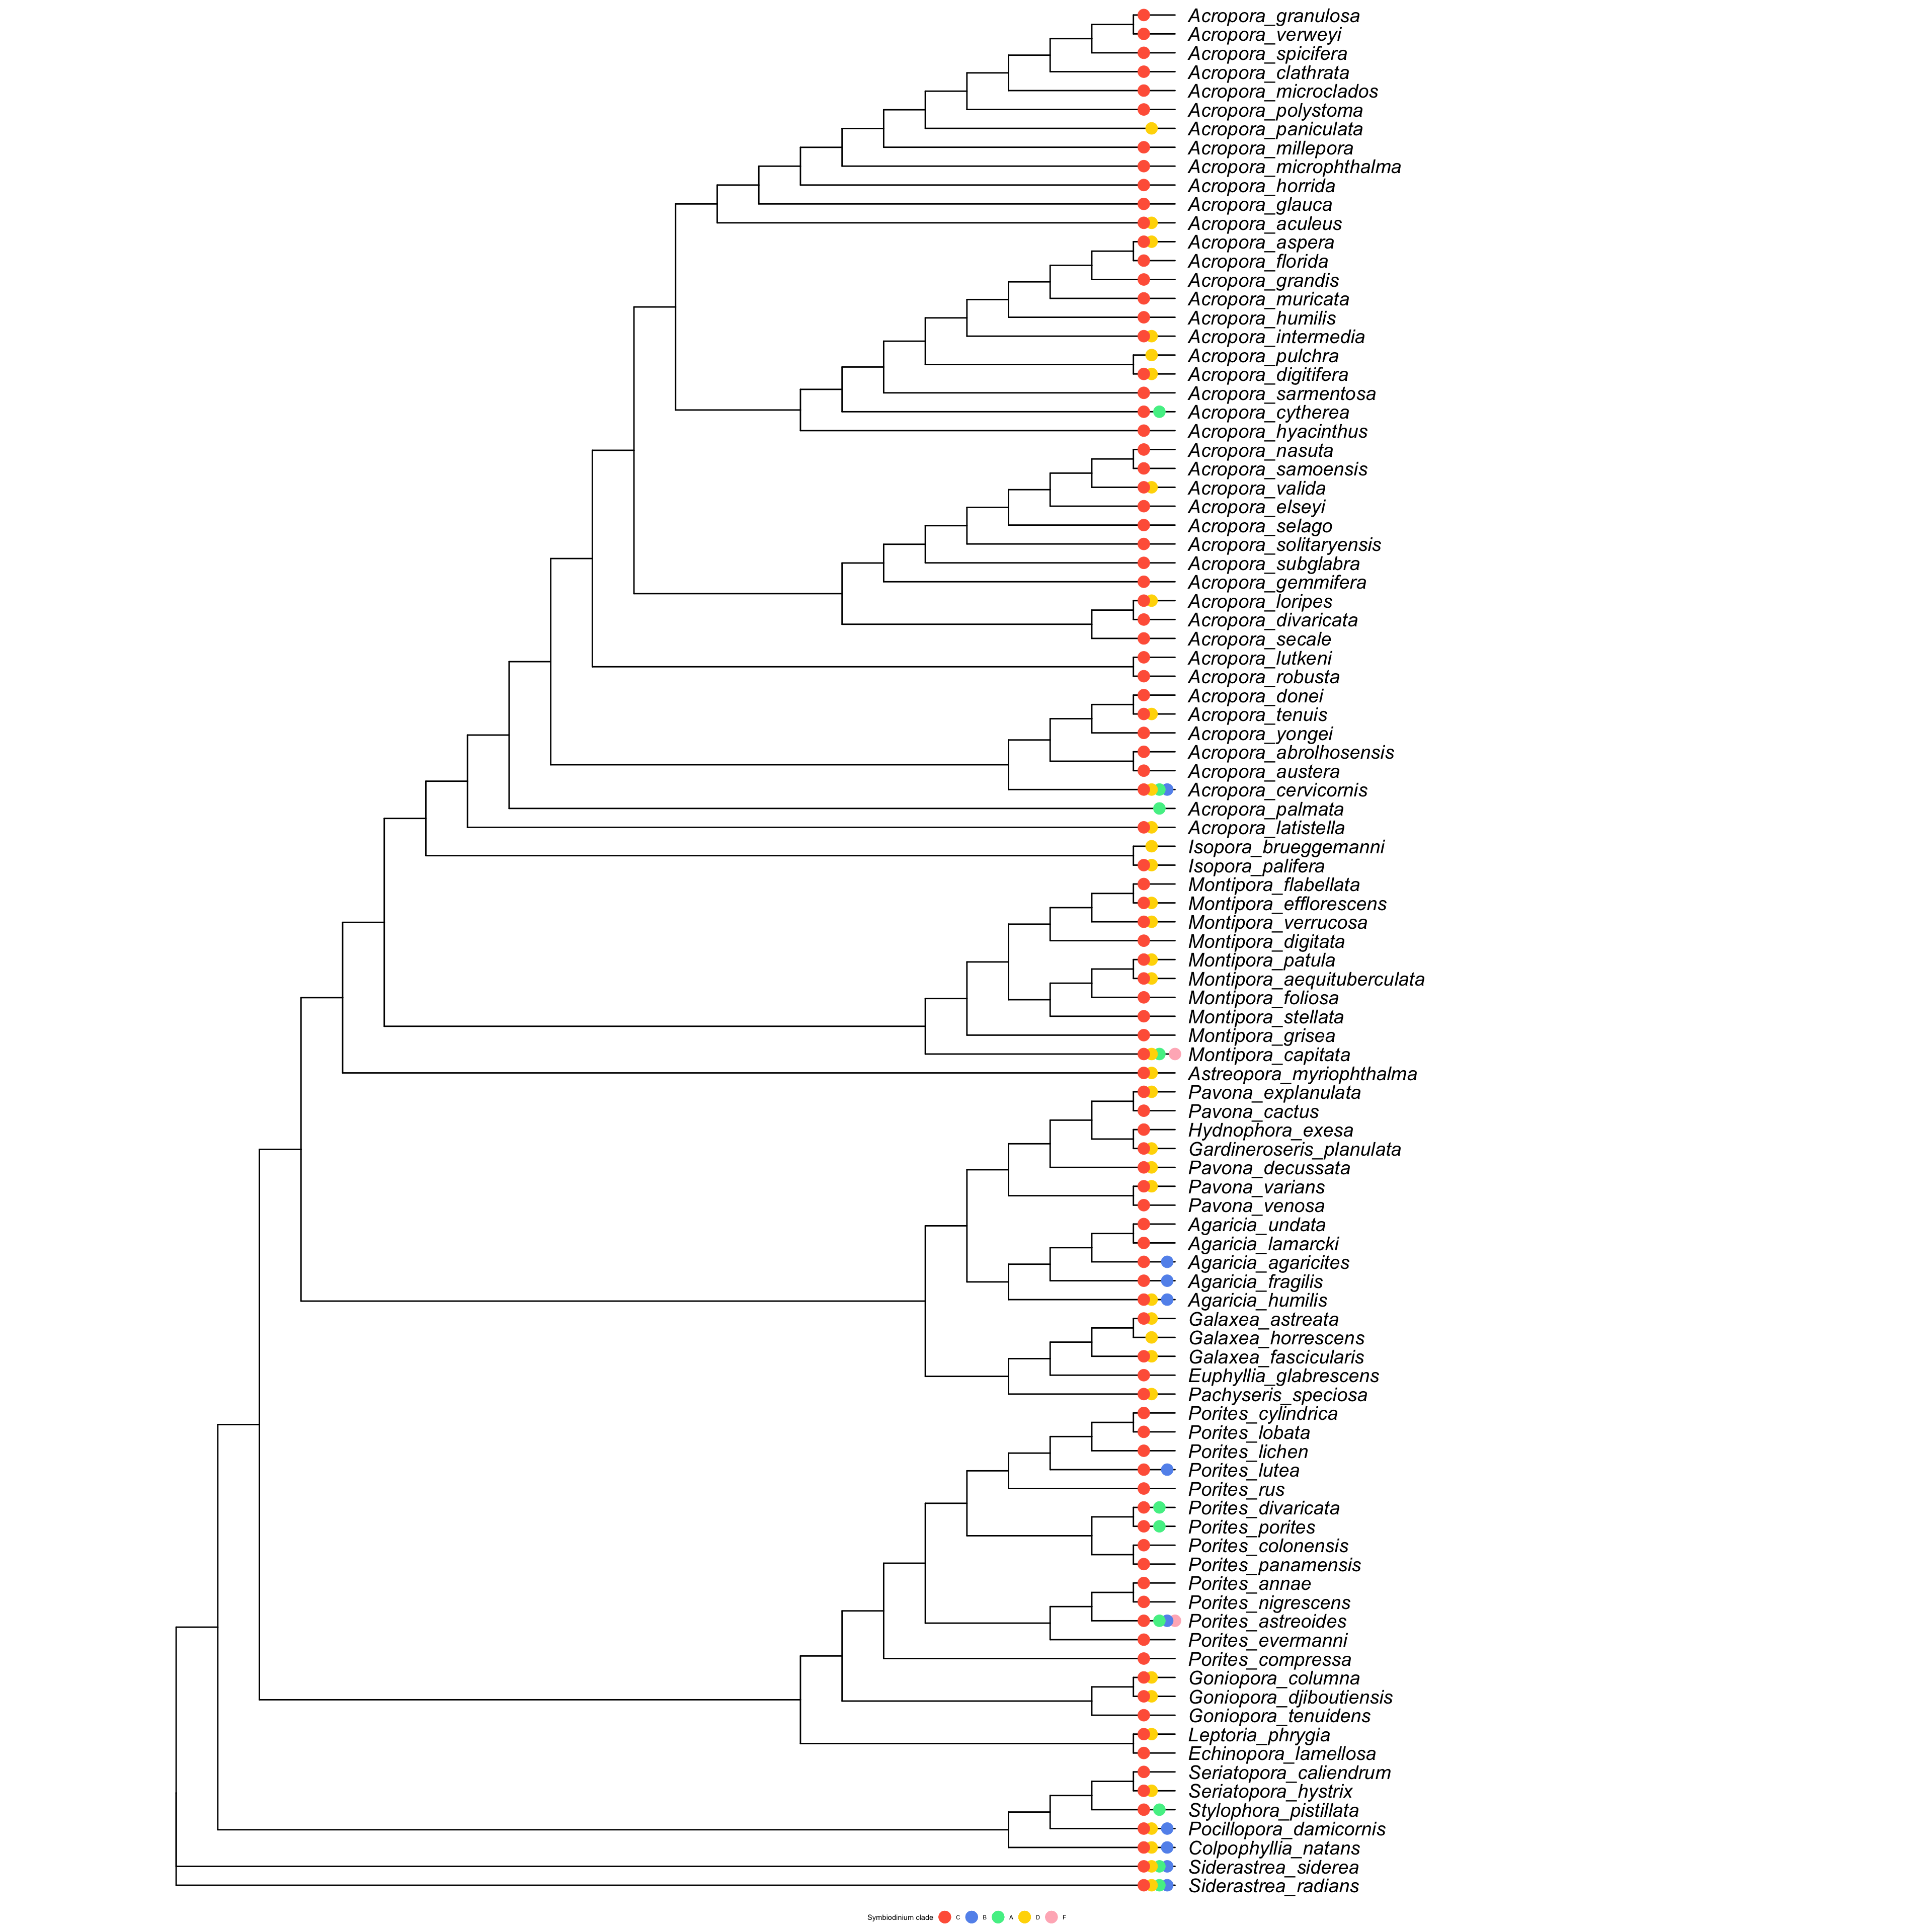 Acropora_granulosa
Acropora_verweyi
Acropora_spicifera
Acropora_clathrata
Acropora_microclados
Acropora_polystoma
Acropora_paniculata
Acropora_millepora
Acropora_microphthalma
Acropora_horrida
Acropora_glauca
Acropora_aculeus
Acropora_aspera
Acropora_florida
Acropora_grandis
Acropora_muricata
Acropora_humilis
Acropora_intermedia
Acropora_pulchra
Acropora_digitifera
Acropora_sarmentosa
Acropora_cytherea
Acropora_hyacinthus
Acropora_nasuta
Acropora_samoensis
Acropora_valida
Acropora_elseyi
Acropora_selago
Acropora_solitaryensis
Acropora_subglabra
Acropora_gemmifera
Acropora_loripes
Acropora_divaricata
Acropora_secale
Acropora_lutkeni
Acropora_robusta
Acropora_donei
Acropora_tenuis
Acropora_yongei
Acropora_abrolhosensis
Acropora_austera
Acropora_cervicornis
Acropora_palmata
Acropora_latistella
Isopora_brueggemanni
Isopora_palifera
Montipora_flabellata
Montipora_efflorescens
Montipora_verrucosa
Montipora_digitata
Montipora_patula
Montipora_aequituberculata
Montipora_foliosa
Montipora_stellata
Montipora_grisea
Montipora_capitata
Astreopora_myriophthalma
Pavona_explanulata
Pavona_cactus
Hydnophora_exesa
Gardineroseris_planulata
Pavona_decussata
Pavona_varians
Pavona_venosa
Agaricia_undata
Agaricia_lamarcki
Agaricia_agaricites
Agaricia_fragilis
Agaricia_humilis
Galaxea_astreata
Galaxea_horrescens
Galaxea_fascicularis
Euphyllia_glabrescens
Pachyseris_speciosa
Porites_cylindrica
Porites_lobata
Porites_lichen
Porites_lutea
Porites_rus
Porites_divaricata
Porites_porites
Porites_colonensis
Porites_panamensis
Porites_annae
Porites_nigrescens
Porites_astreoides
Porites_evermanni
Porites_compressa
Goniopora_columna
Goniopora_djiboutiensis
Goniopora_tenuidens
Leptoria_phrygia
Echinopora_lamellosa
Seriatopora_caliendrum
Seriatopora_hystrix
Stylophora_pistillata
Pocillopora_damicornis
Colpophyllia_natans
Siderastrea_siderea
Siderastrea_radians
Symbiodinium clade C B A D F